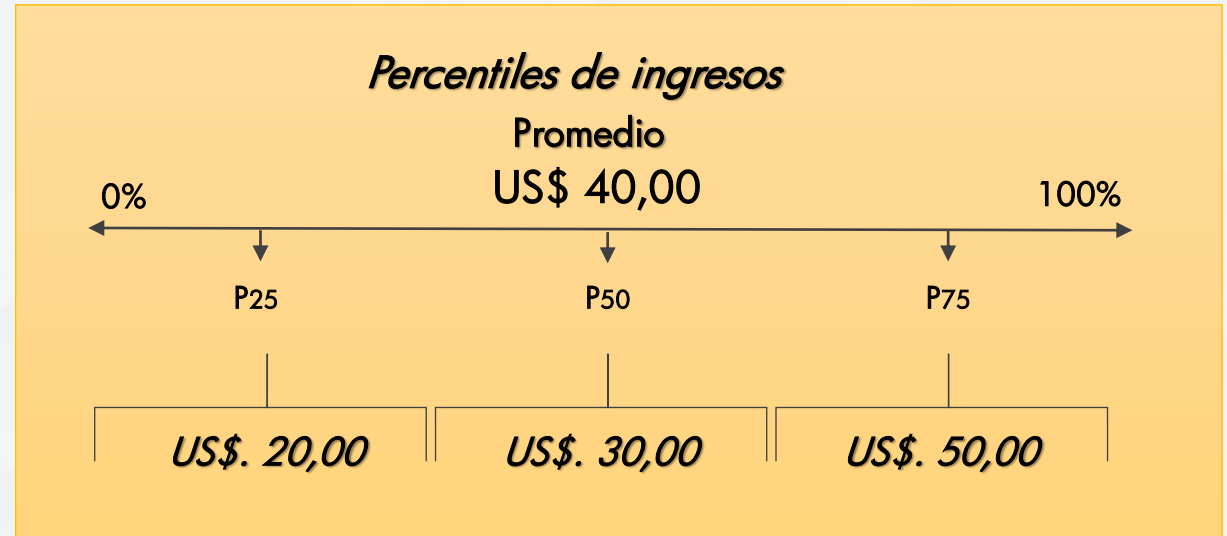 Percentiles de ingresos
Promedio
0% US$ 40,00 100%
P25 P50 P75
US$. 20,00 US$. 30,00 US$. 50,00